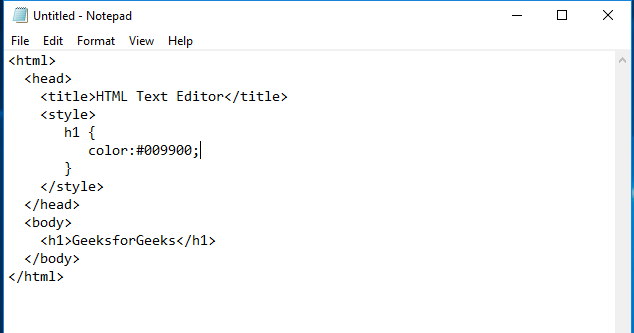 Untitled - Notepad
File Edit Format View Help
<html>
  <head>
    <title>HTML Text Editor</title>
    <style>
       h1 {
          color:#009900;
       }
    </style>
  </head>
  <body>
    <h1>GeeksforGeeks</h1>
  </body>
</html>